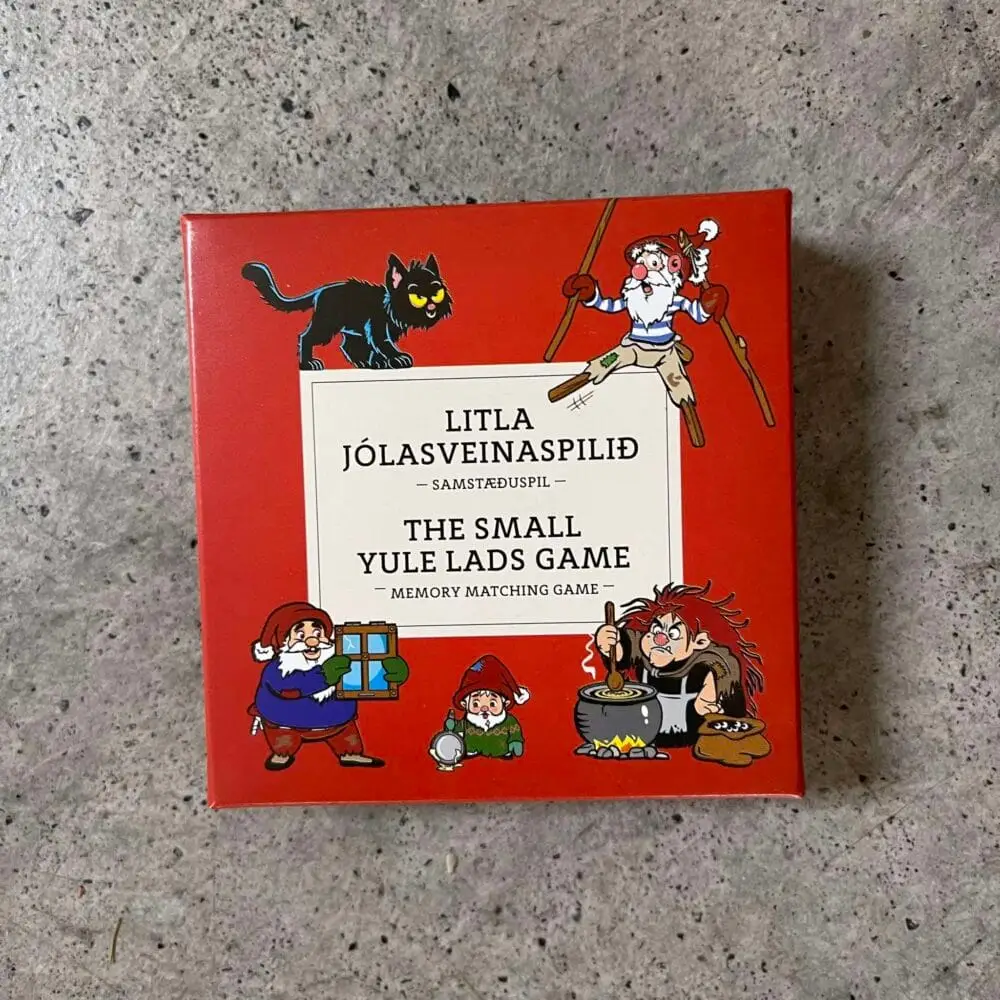 LITLA
JÓLASVEINASPILIÐ
— SAMSTÆÐUSPIL —
THE SMALL
YULE LADS GAME
— MEMORY MATCHING GAME —